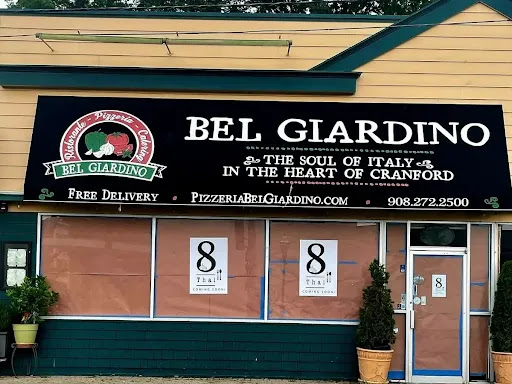 Ristorante - Pizzeria - Catering
BEL GIARDINO
BEL GIARDINO
THE SOUL OF ITALY
IN THE HEART OF CRANFORD
FREE DELIVERY • PIZZERIABELGIARDINO.COM • 908.272.2500
8
Thai
COMING SOON!
8
Thai
COMING SOON!
8